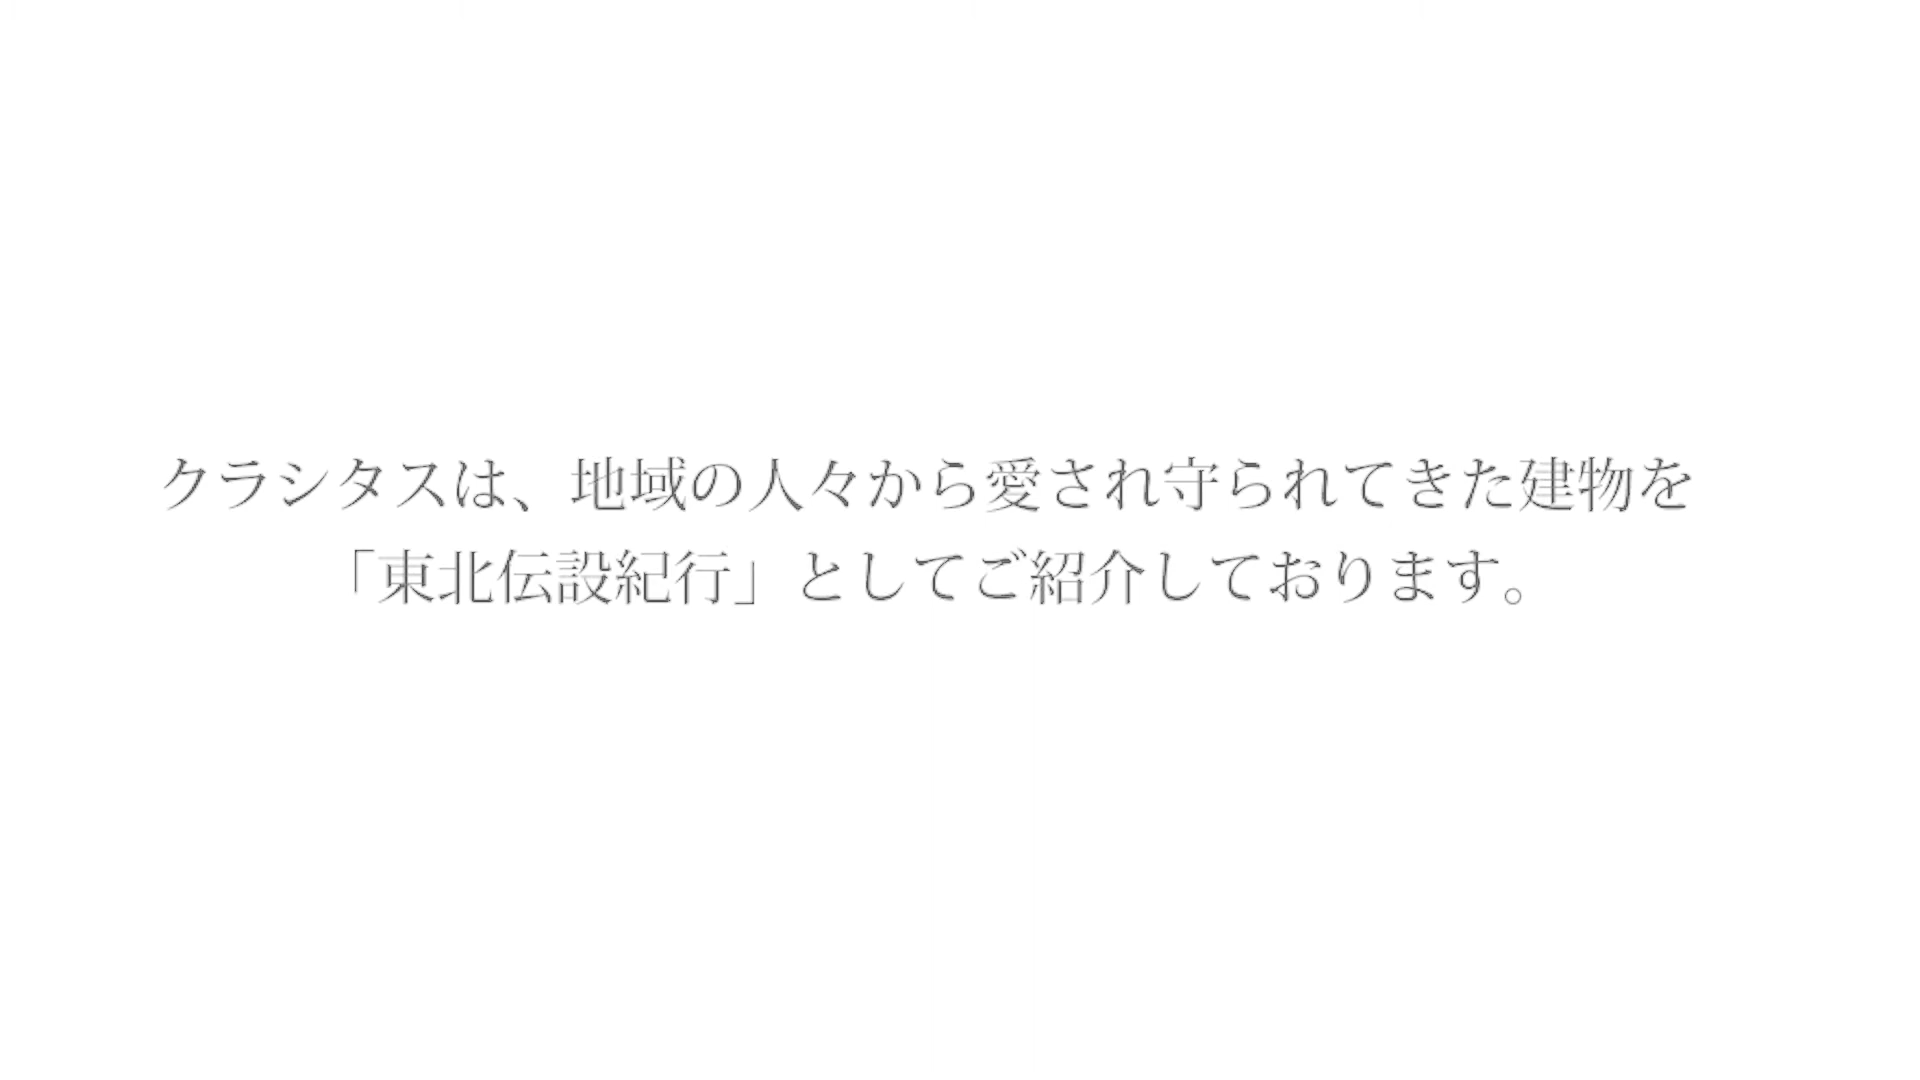 クラシタスは、地域の人々から愛され守られてきた建物を
「東北伝設紀行」としてご紹介しております。